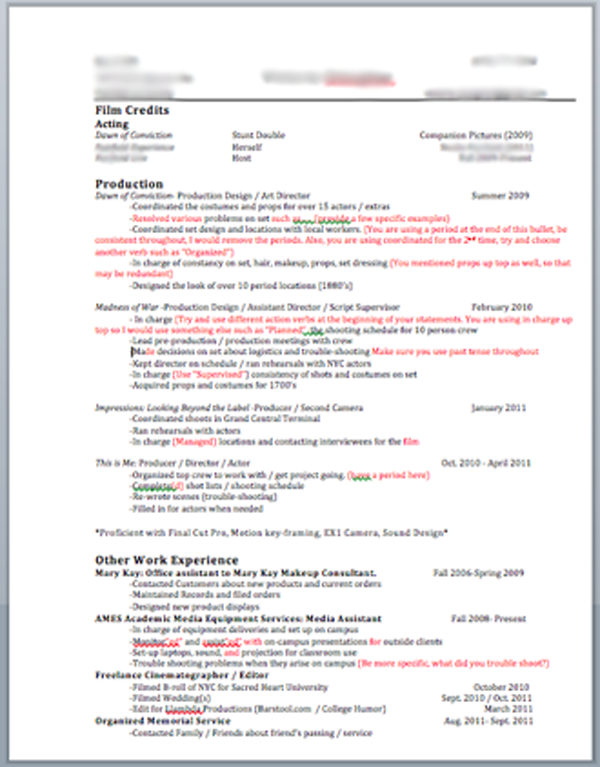 Film Credits
Acting
Dawn of Conviction Stunt Double Companion Pictures (2009)
Herself
Host
Production
Dawn of Conviction- Production Design / Art Director Summer 2009
-Coordinated the costumes and props for over 15 actors / extras
-Resolved various problems on set such as.... (provide a few specific examples)
-Coordinated set design and locations with local workers. (You are using a period at the end of this bullet, be
consistent throughout, I would remove the periods. Also, you are using coordinated for the 2nd time, try and choose
another verb such as "Organized")
-In charge of constancy on set, hair, makeup, props, set dressing (You mentioned props up top as well, so that
may be redundant)
-Designed the look of over 10 period locations (1880's)
Madness of War -Production Design / Assistant Director / Script Supervisor February 2010
- In charge (Try and use different action verbs at the beginning of your statements. You are using in charge up
top so I would use something else such as "Planned", the shooting schedule for 10 person crew
-Lead pre-production / production meetings with crew
-Made decisions on set about logistics and trouble-shooting Make sure you use past tense throughout
-Kept director on schedule / ran rehearsals with NYC actors
-In charge (Use "Supervised") consistency of shots and costumes on set
-Acquired props and costumes for 1700's
Impressions: Looking Beyond the Label -Producer / Second Camera January 2011
-Coordinated shoots in Grand Central Terminal
-Ran rehearsals with actors
-In charge (Managed) locations and contacting interviewees for the film
This is Me: Producer / Director / Actor Oct. 2010 - April 2011
-Organized top crew to work with / get project going. (have a period here)
-Complete(d) shot lists / shooting schedule
-Re-wrote scenes (trouble-shooting)
-Filled in for actors when needed
*Proficient with Final Cut Pro, Motion key-framing, EX1 Camera, Sound Design*
Other Work Experience
Mary Kay: Office assistant to Mary Kay Makeup Consultant. Fall 2006-Spring 2009
-Contacted Customers about new products and current orders
-Maintained Records and filed orders
-Designed new product displays
AMES Academic Media Equipment Services: Media Assistant Fall 2008- Present
-In charge of equipment deliveries and set up on campus
-Monitor"ed" and assist"ed" with on-campus presentations for outside clients
-Set-up laptops, sound, and projection for classroom use
-Trouble shooting problems when they arise on campus (Be more specific, what did you trouble shoot?)
Freelance Cinematographer / Editor
-Filmed B-roll of NYC for Sacred Heart University October 2010
-Filmed Wedding(s) Sept. 2010 / Oct. 2011
-Edit for Llambda Productions (Barstool.com / College Humor) March 2011
Organized Memorial Service Aug. 2011- Sept. 2011
-Contacted Family / Friends about friend's passing / service